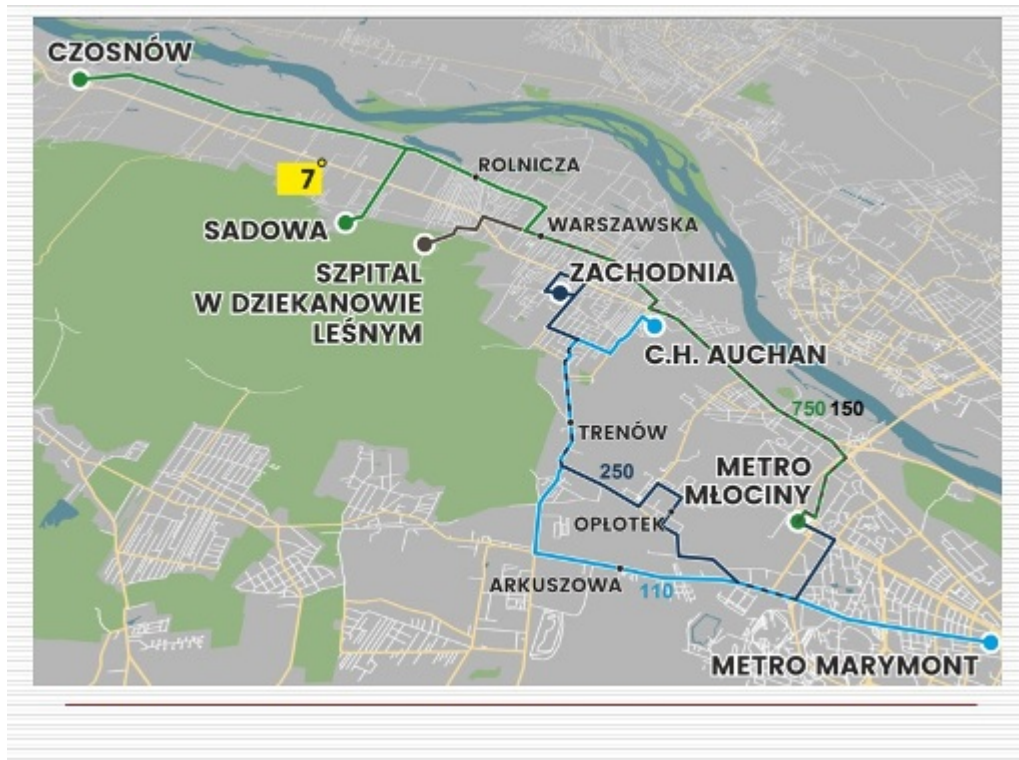 CZOSNÓW
ROLNICZA
7°
SADOWA
WARSZAWSKA
SZPITAL
W DZIEKANOWIE
LEŚNYM
ZACHODNIA
C.H. AUCHAN
750 150
TRENÓW
250
METRO
MŁOCINY
OPŁOTEK
ARKUSZOWA
110
METRO MARYMONT